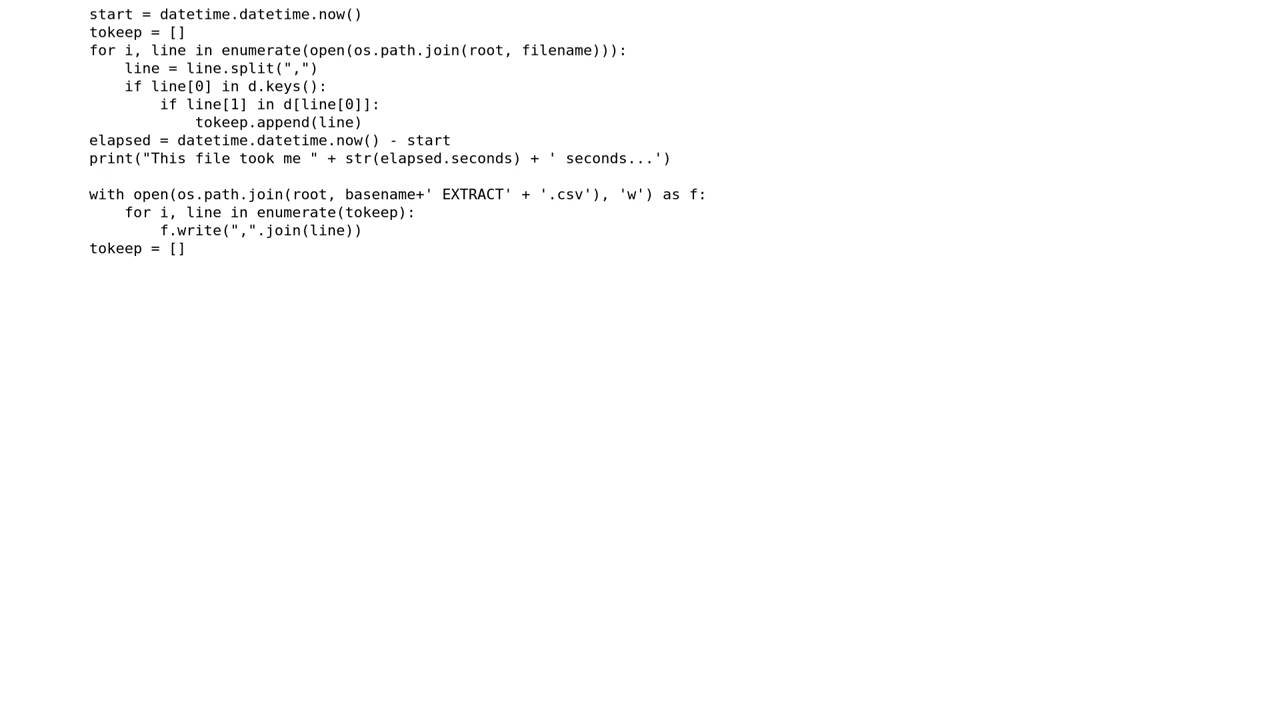 start = datetime.datetime.now()
tokeep = []
for i, line in enumerate(open(os.path.join(root, filename))):
    line = line.split(",")
    if line[0] in d.keys():
        if line[1] in d[line[0]]:
            tokeep.append(line)
elapsed = datetime.datetime.now() - start
print("This file took me " + str(elapsed.seconds) + ' seconds...')

with open(os.path.join(root, basename+' EXTRACT' + '.csv'), 'w') as f:
    for i, line in enumerate(tokeep):
        f.write(",".join(line))
tokeep = []